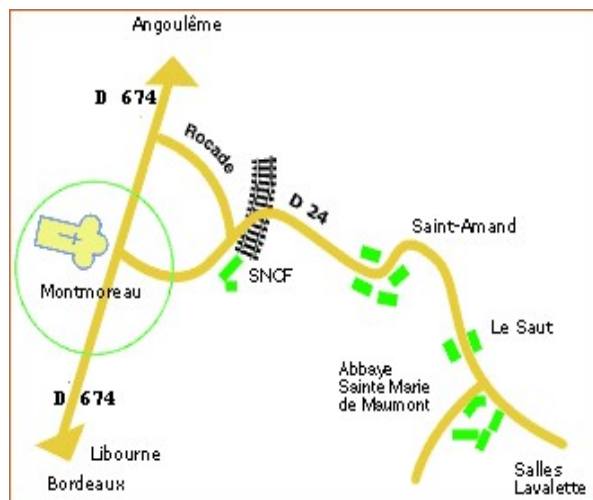 Angoulême
D 674
Rocade
D 24
Saint-Amand
SNCF
Montmoreau
Le Saut
Abbaye
Sainte Marie
de Maumont
D 674
Libourne
Bordeaux
Salles
Lavalette